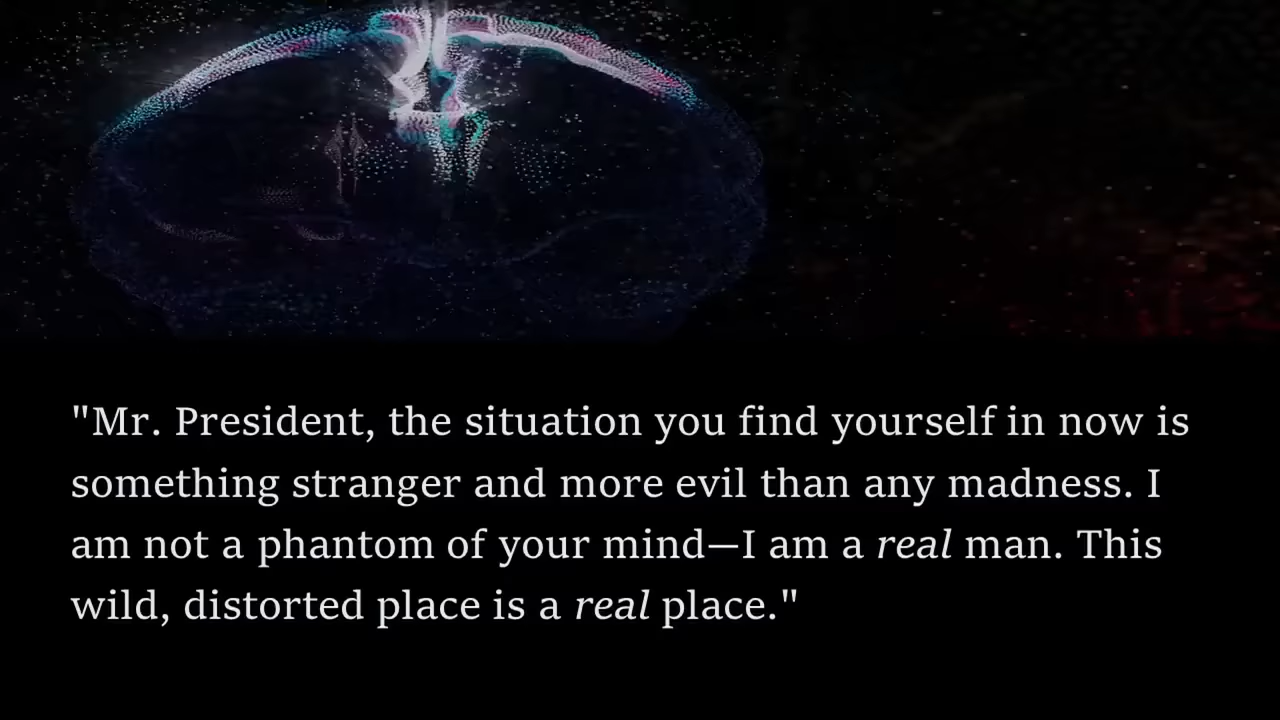 "Mr. President, the situation you find yourself in now is
something stranger and more evil than any madness. I
am not a phantom of your mind—I am a real man. This
wild, distorted place is a real place."